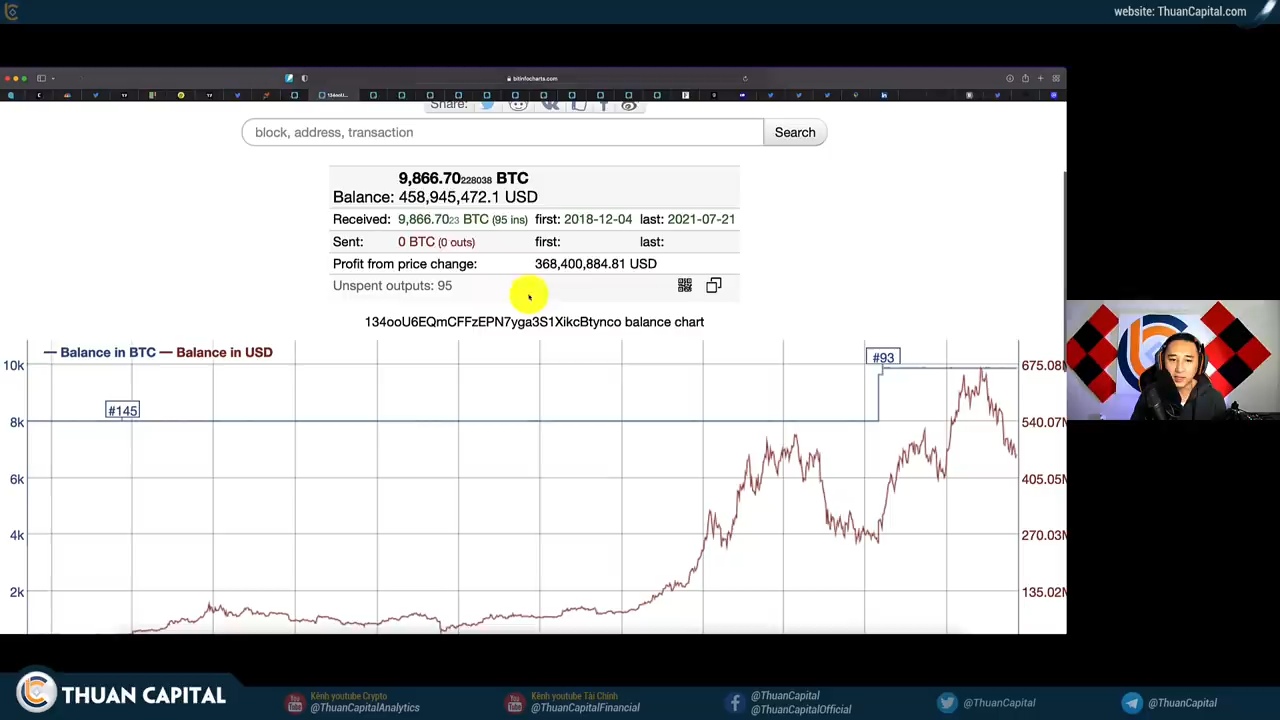 website: ThuanCapital.com
bitinfocharts.com
134ooU...
Share:
block, address, transaction
Search
9,866.70228038 BTC
Balance: 458,945,472.1 USD
Received: 9,866.7023 BTC (95 ins) first: 2018-12-04 last: 2021-07-21
Sent: 0 BTC (0 outs) first: last:
Profit from price change: 368,400,884.81 USD
Unspent outputs: 95
134ooU6EQmCFFzEPN7yga3S1XikcBtynco balance chart
Balance in BTC Balance in USD
#93
10k 675.08M
#145
8k 540.07M
6k 405.05M
4k 270.03M
2k 135.02M
THUAN CAPITAL
Kênh youtube Crypto
@ThuanCapitalAnalytics
Kênh youtube Tài Chính
@ThuanCapitalFinancial
@ThuanCapital
@ThuanCapitalOfficial
@ThuanCapital
@ThuanCapital